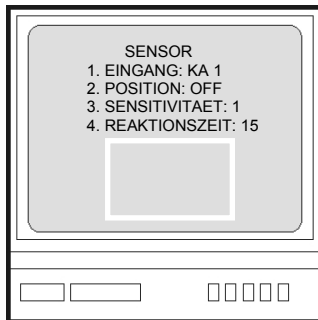 SENSOR
1. EINGANG: KA 1
2. POSITION: OFF
3. SENSITIVITAET: 1
4. REAKTIONSZEIT: 15